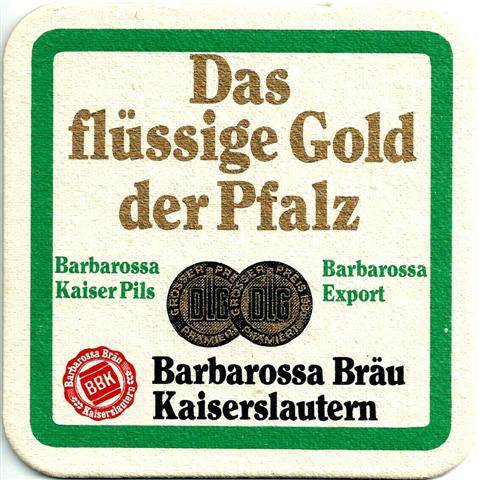 Das
flüssige Gold
der Pfalz
Barbarossa
Kaiser Pils
Barbarossa
Export
GROSSER PREIS
DLG
PRÄMIERT
GROSSER PREIS
DLG
PRÄMIERT
Barbarossa Bräu
BBK
Kaiserslautern
Barbarossa Bräu
Kaiserslautern